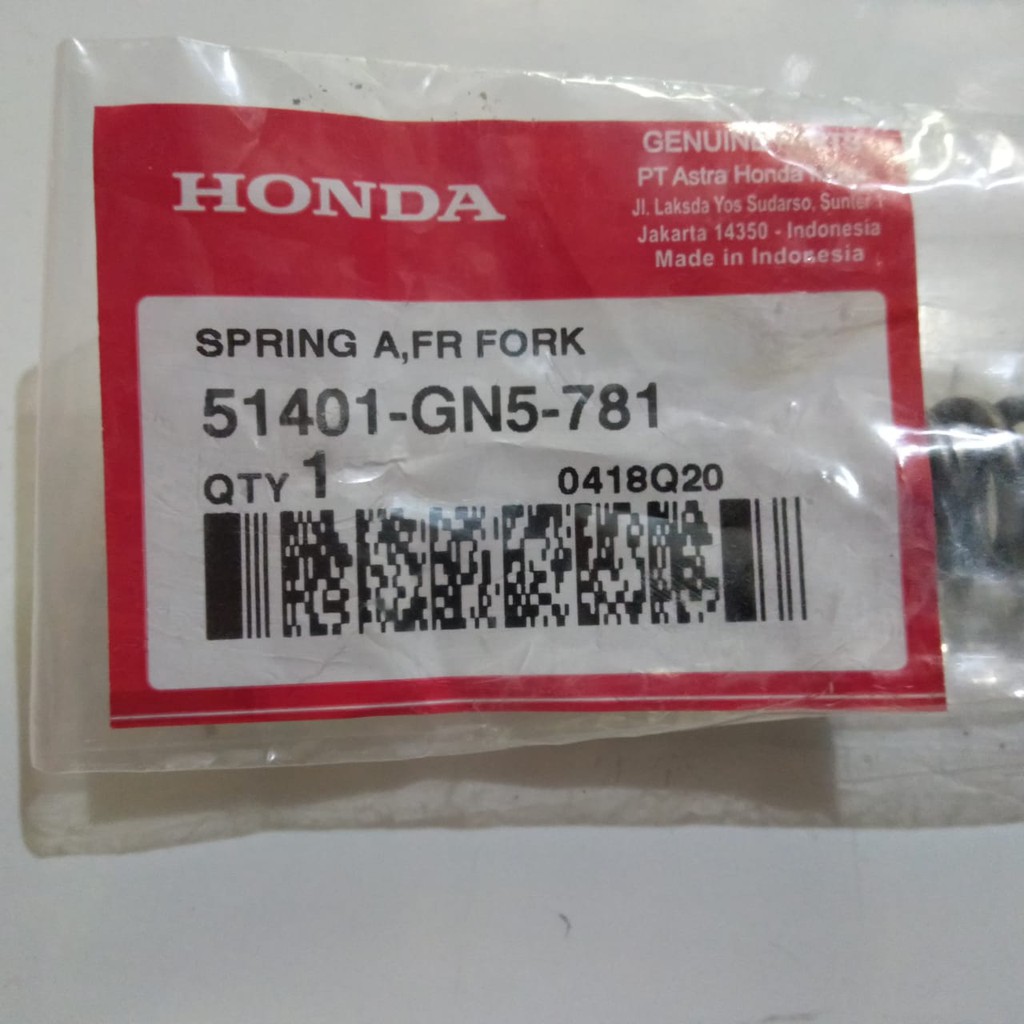 HONDA
GENUINE
PT Astra Honda
Jl. Laksda Yos Sudarso, Sunter 1
Jakarta 14350 - Indonesia
Made in Indonesia
SPRING A,FR FORK
51401-GN5-781
QTY 1
0418Q20